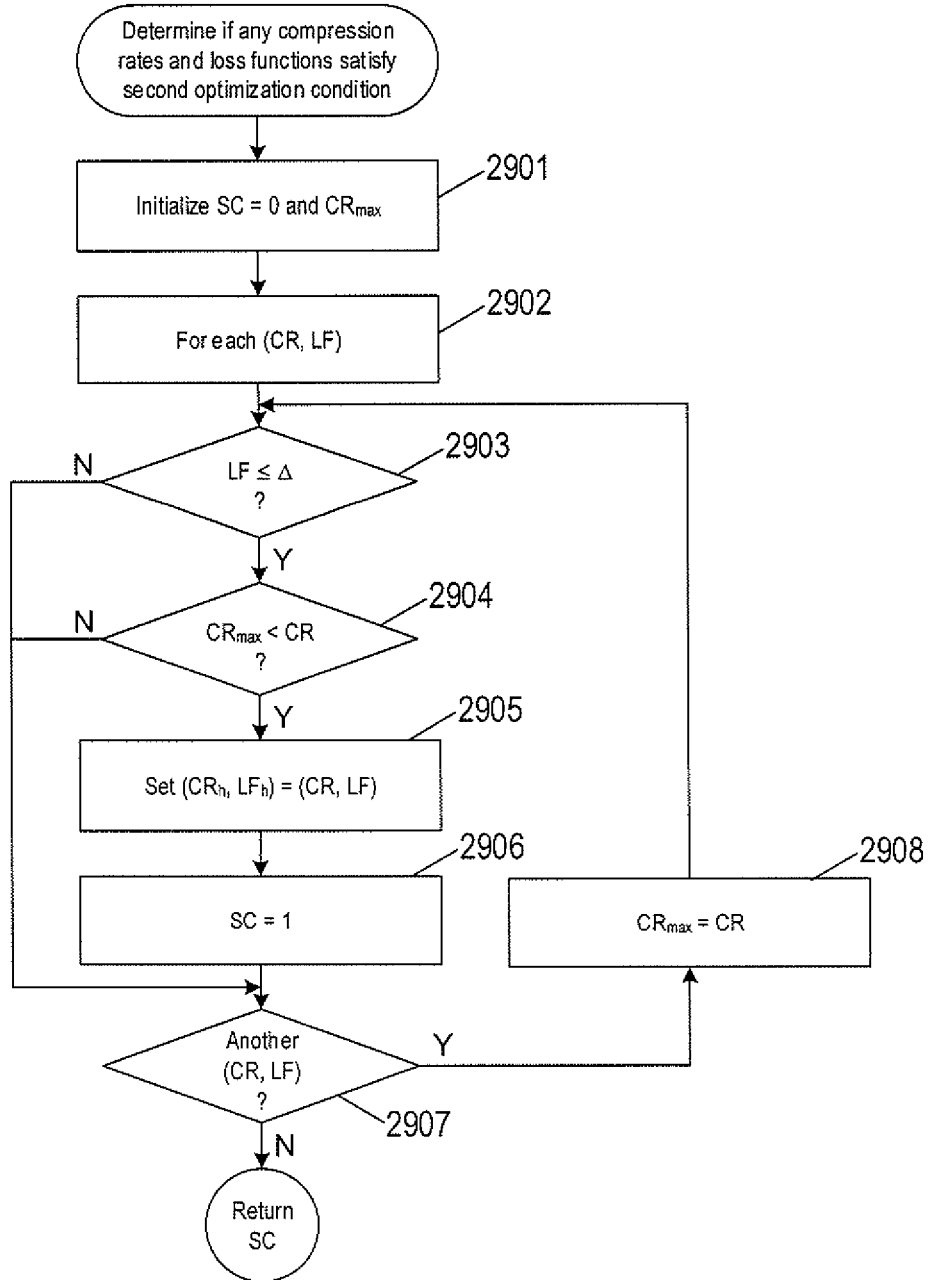 Determine if any compression
rates and loss functions satisfy
second optimization condition
2901
Initialize SC = 0 and CRmax
2902
For each (CR, LF)
2903
N
LF ≤ Δ
?
Y
2904
N
CRmax < CR
?
Y
2905
Set (CRh, LFh) = (CR, LF)
2906
SC = 1
2908
CRmax = CR
Another
(CR, LF)
?
Y
2907
N
Return
SC